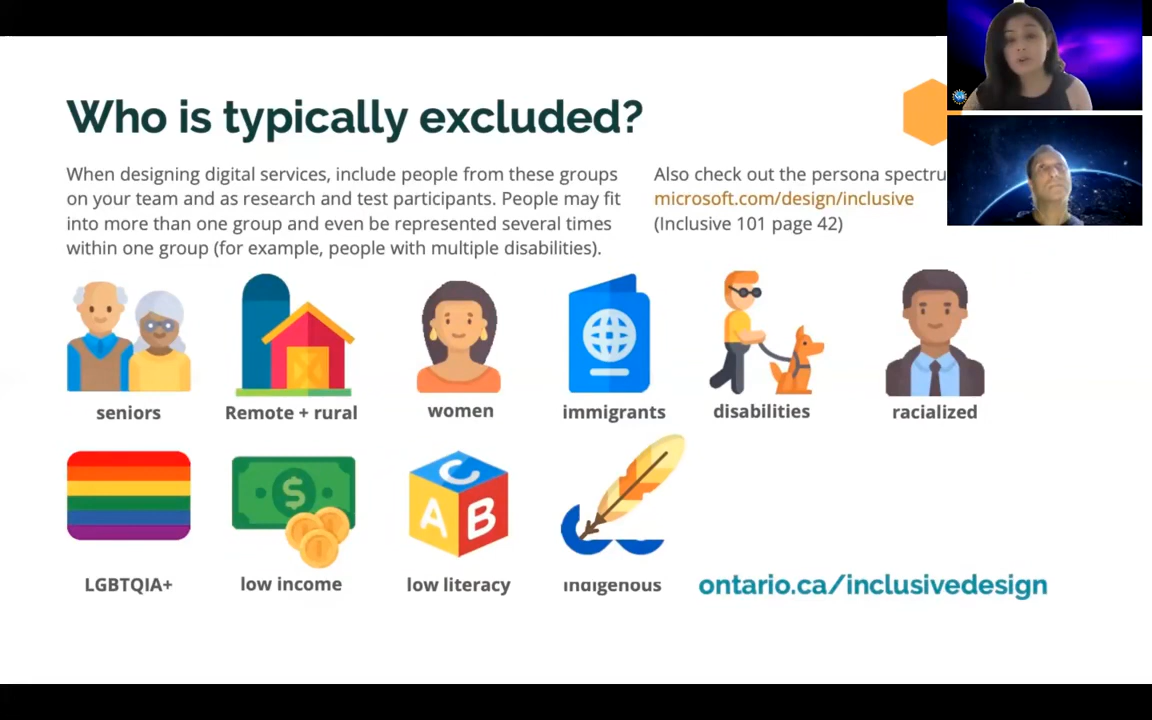 Who is typically excluded?
When designing digital services, include people from these groups
on your team and as research and test participants. People may fit
into more than one group and even be represented several times
within one group (for example, people with multiple disabilities).
Also check out the persona spectru
microsoft.com/design/inclusive
(Inclusive 101 page 42)
seniors
Remote + rural
women
immigrants
disabilities
racialized
$
C
A B
LGBTQIA+
low income
low literacy
indigenous
ontario.ca/inclusivedesign